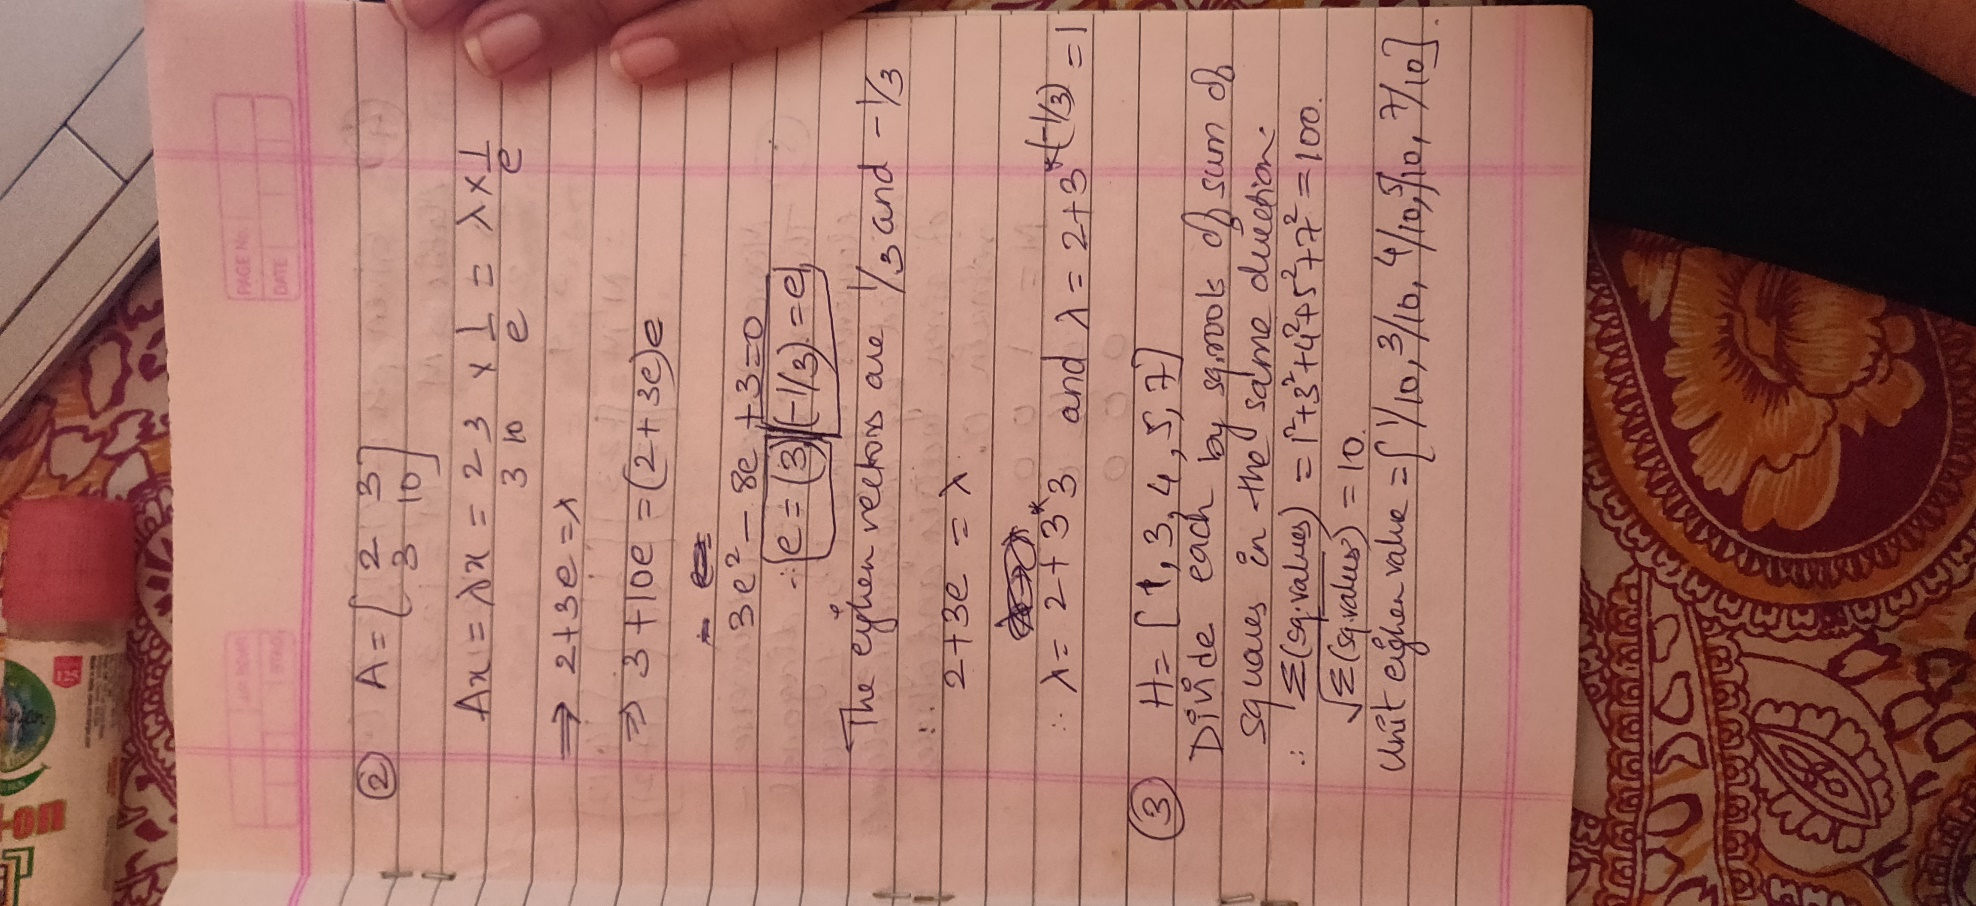 PAGE No.
DATE
② A = [2 3
3 10]
Ax = λx = 2 3 × 1 = λ × 1/e
3 10 e
⇒ 2+3e = λ
⇒ 3+10e = (2+3e)e
3e² - 8e + 3 = 0
∴ e = (3) (-1/3) = e
The eighen vectors are 1/3 and -1/3
∴ 2+3e = λ
∴ λ = 2+3*3 and λ = 2+3*(-1/3) = 1
③ H = [1, 3, 4, 5, 7]
Divide each by sq.roots of sum of
squares in the same direction.
∴ Σ(sq.values) = 1²+3²+4²+5²+7² = 100.
√Σ(sq.values) = 10.
Unit eighen value = [1/10, 3/10, 4/10, 5/10, 7/10].